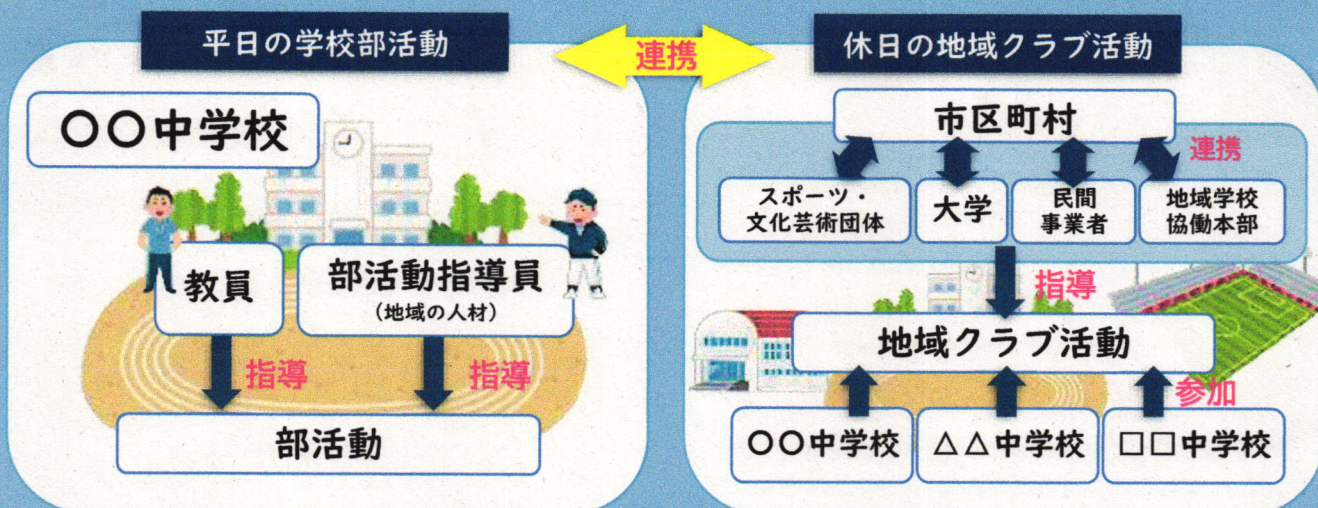 平日の学校部活動
連携
休日の地域クラブ活動
〇〇中学校
教員
部活動指導員
(地域の人材)
指導
指導
部活動
市区町村
連携
スポーツ・
文化芸術団体
大学
民間
事業者
地域学校
協働本部
指導
地域クラブ活動
参加
〇〇中学校
△△中学校
□□中学校